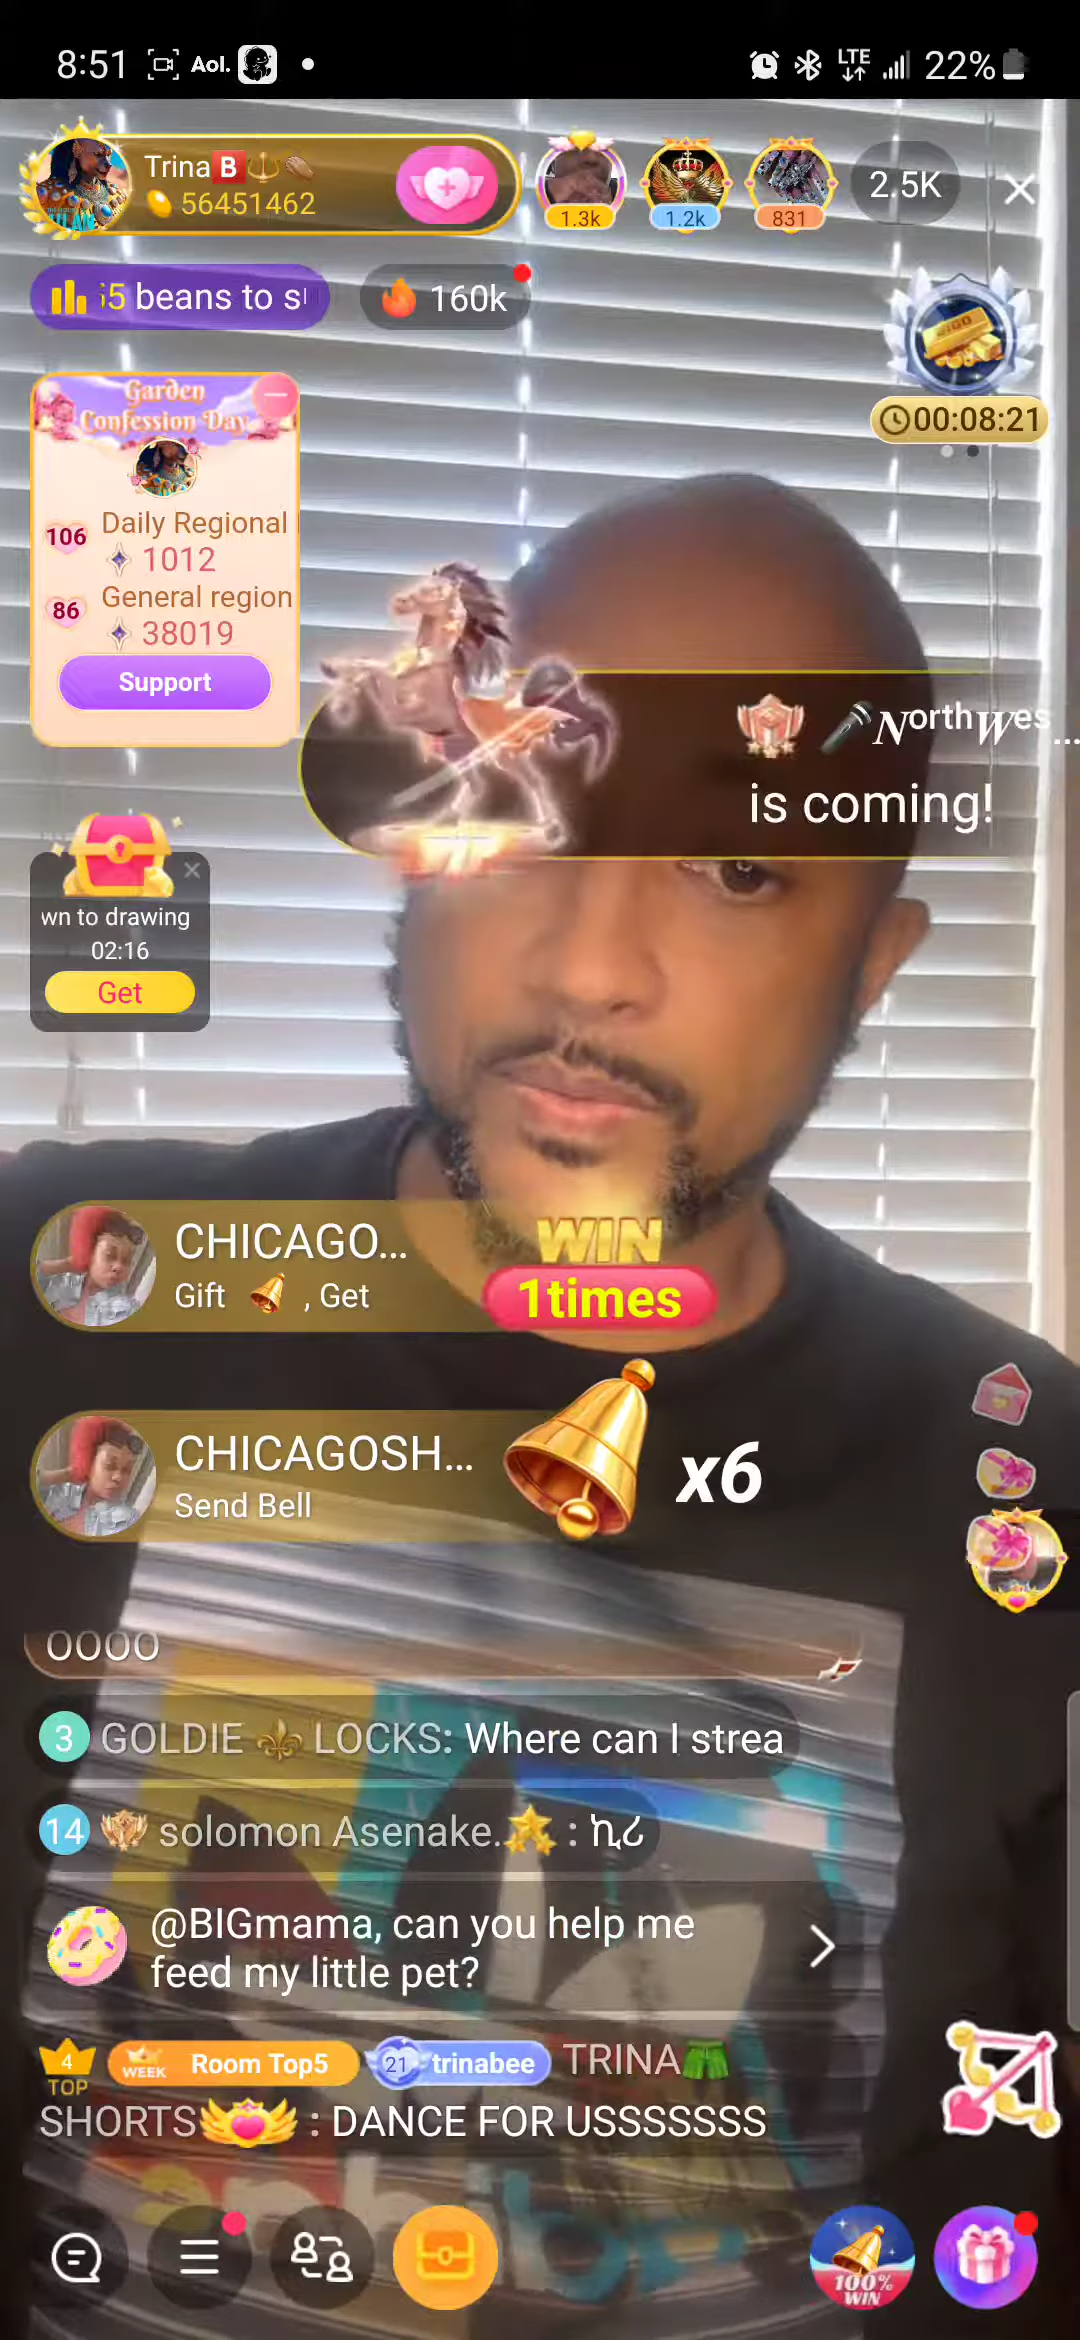 8:51 Aol. LTE 22%
Trina B
56451462
1.3k 1.2k 831 2.5K
5 beans to s
160k
BIGO
00:08:21
Garden
Confession Day
106 Daily Regional
1012
86 General region
38019
Support
NorthWes...
is coming!
wn to drawing
02:16
Get
CHICAGO...
Gift , Get
WIN
1times
CHICAGOSH...
Send Bell
x6
OOOO
3 GOLDIE ⚜ LOCKS: Where can I strea
14 solomon Asenake. : ኪሪ
@BIGmama, can you help me
feed my little pet?
4 TOP WEEK Room Top5 21 trinabee TRINA
SHORTS : DANCE FOR USSSSSSS
100%
WIN